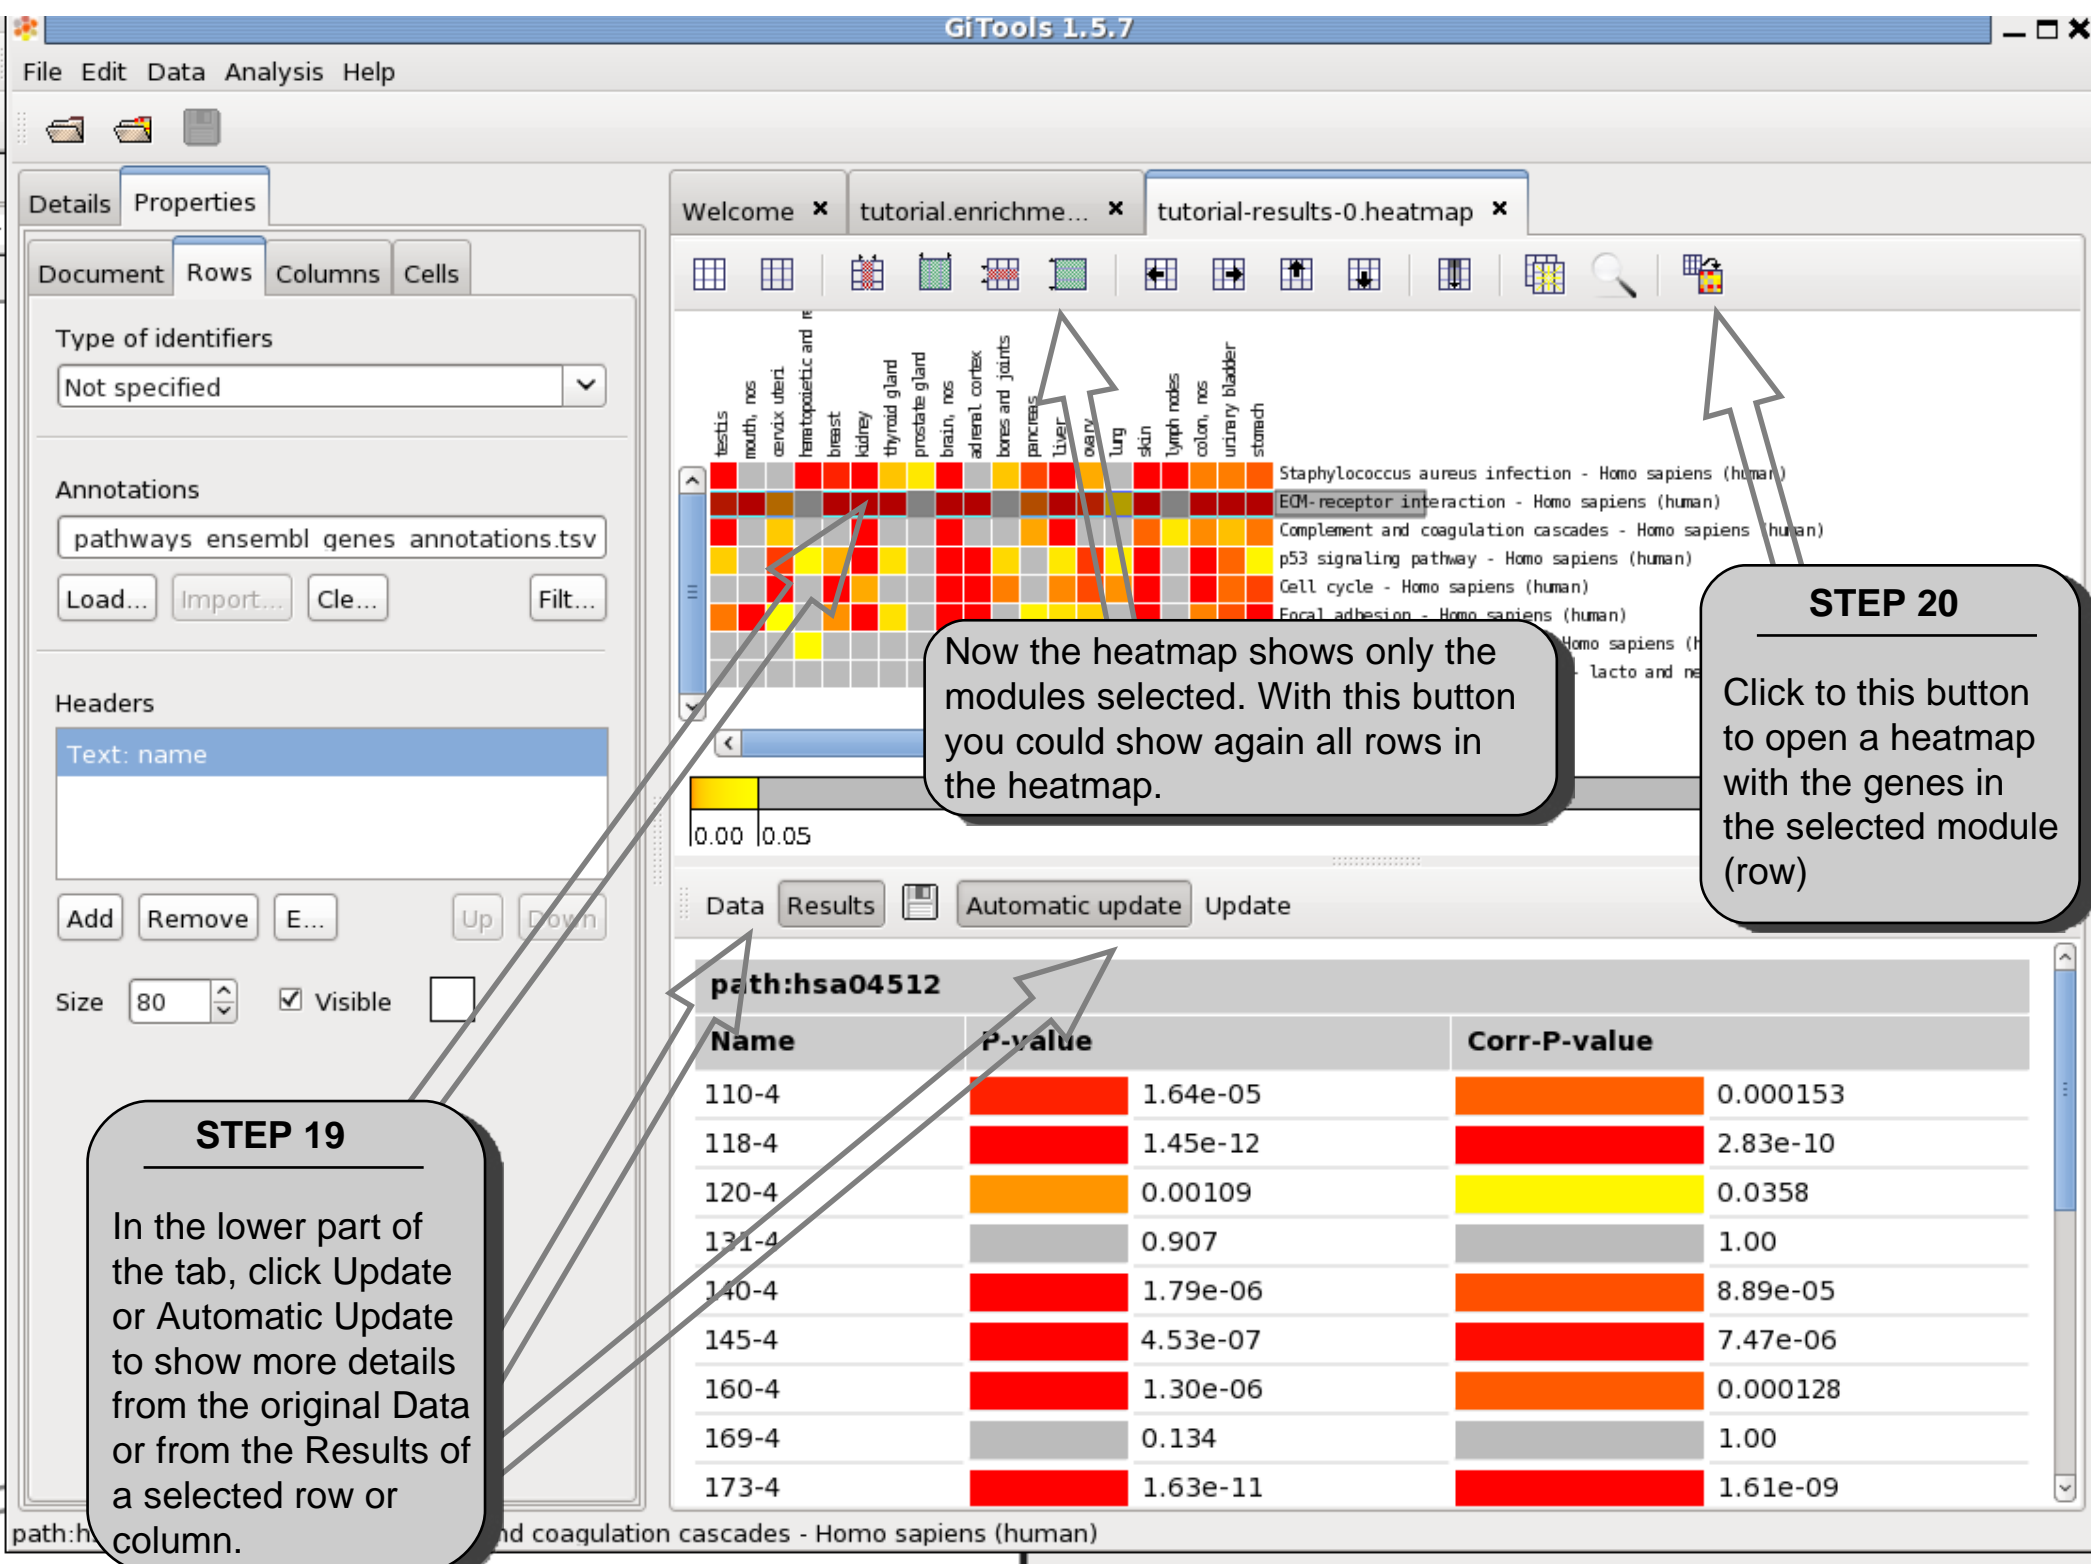 GiTools 1.5.7
File Edit Data Analysis Help
Details Properties
Welcome tutorial.enrichme... tutorial-results-0.heatmap
Document Rows Columns Cells
Type of identifiers
Not specified
Annotations
pathways ensembl genes annotations.tsv
Load... Import... Cle... Filt...
Headers
Text: name
Add Remove E... Up Down
Size 80 Visible
testis
mouth, nos
cervix uteri
hematopoietic and re
breast
kidney
thyroid gland
prostate gland
brain, nos
adrenal cortex
bones and joints
pancreas
liver
ovary
lung
skin
lymph nodes
colon, nos
urinary bladder
stomach
Staphylococcus aureus infection - Homo sapiens (human)
ECM-receptor interaction - Homo sapiens (human)
Complement and coagulation cascades - Homo sapiens (human)
p53 signaling pathway - Homo sapiens (human)
Cell cycle - Homo sapiens (human)
Focal adhesion - Homo sapiens (human)
Homo sapiens (h
- lacto and ne
Now the heatmap shows only the
modules selected. With this button
you could show again all rows in
the heatmap.
STEP 20
Click to this button
to open a heatmap
with the genes in
the selected module
(row)
0.00 0.05
Data Results Automatic update Update
path:hsa04512
Name P-value Corr-P-value
110-4 1.64e-05 0.000153
118-4 1.45e-12 2.83e-10
120-4 0.00109 0.0358
131-4 0.907 1.00
140-4 1.79e-06 8.89e-05
145-4 4.53e-07 7.47e-06
160-4 1.30e-06 0.000128
169-4 0.134 1.00
173-4 1.63e-11 1.61e-09
STEP 19
In the lower part of
the tab, click Update
or Automatic Update
to show more details
from the original Data
or from the Results of
a selected row or
column.
path:h nd coagulation cascades - Homo sapiens (human)